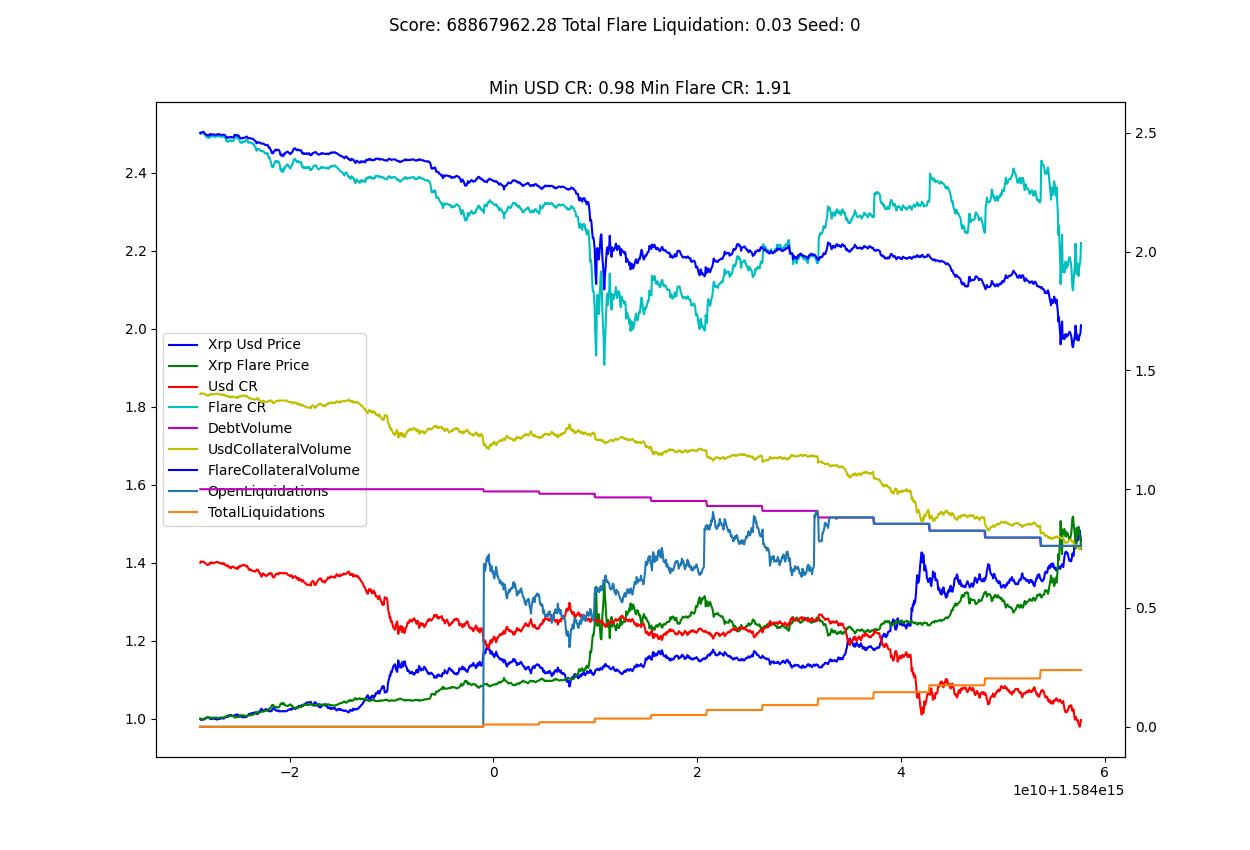 Score: 68867962.28 Total Flare Liquidation: 0.03 Seed: 0
Min USD CR: 0.98 Min Flare CR: 1.91
2.4
2.2
2.0
1.8
1.6
1.4
1.2
1.0
Xrp Usd Price
Xrp Flare Price
Usd CR
Flare CR
DebtVolume
UsdCollateralVolume
FlareCollateralVolume
OpenLiquidations
TotalLiquidations
2.5
2.0
1.5
1.0
0.5
0.0
−2
0
2
4
6
1e10+1.584e15